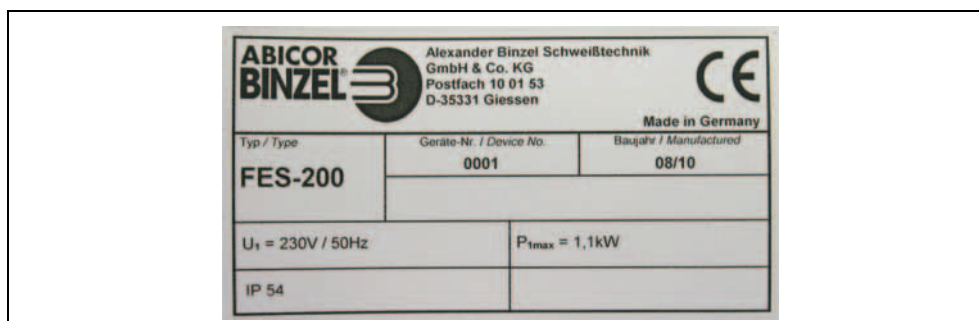 ABICOR
BINZEL®
Alexander Binzel Schweißtechnik
GmbH & Co. KG
Postfach 10 01 53
D-35331 Giessen
CE
Made in Germany
Typ / Type
FES-200
Geräte-Nr. / Device No.
0001
Baujahr / Manufactured
08/10
U₁ = 230V / 50Hz
P₁max = 1,1kW
IP 54